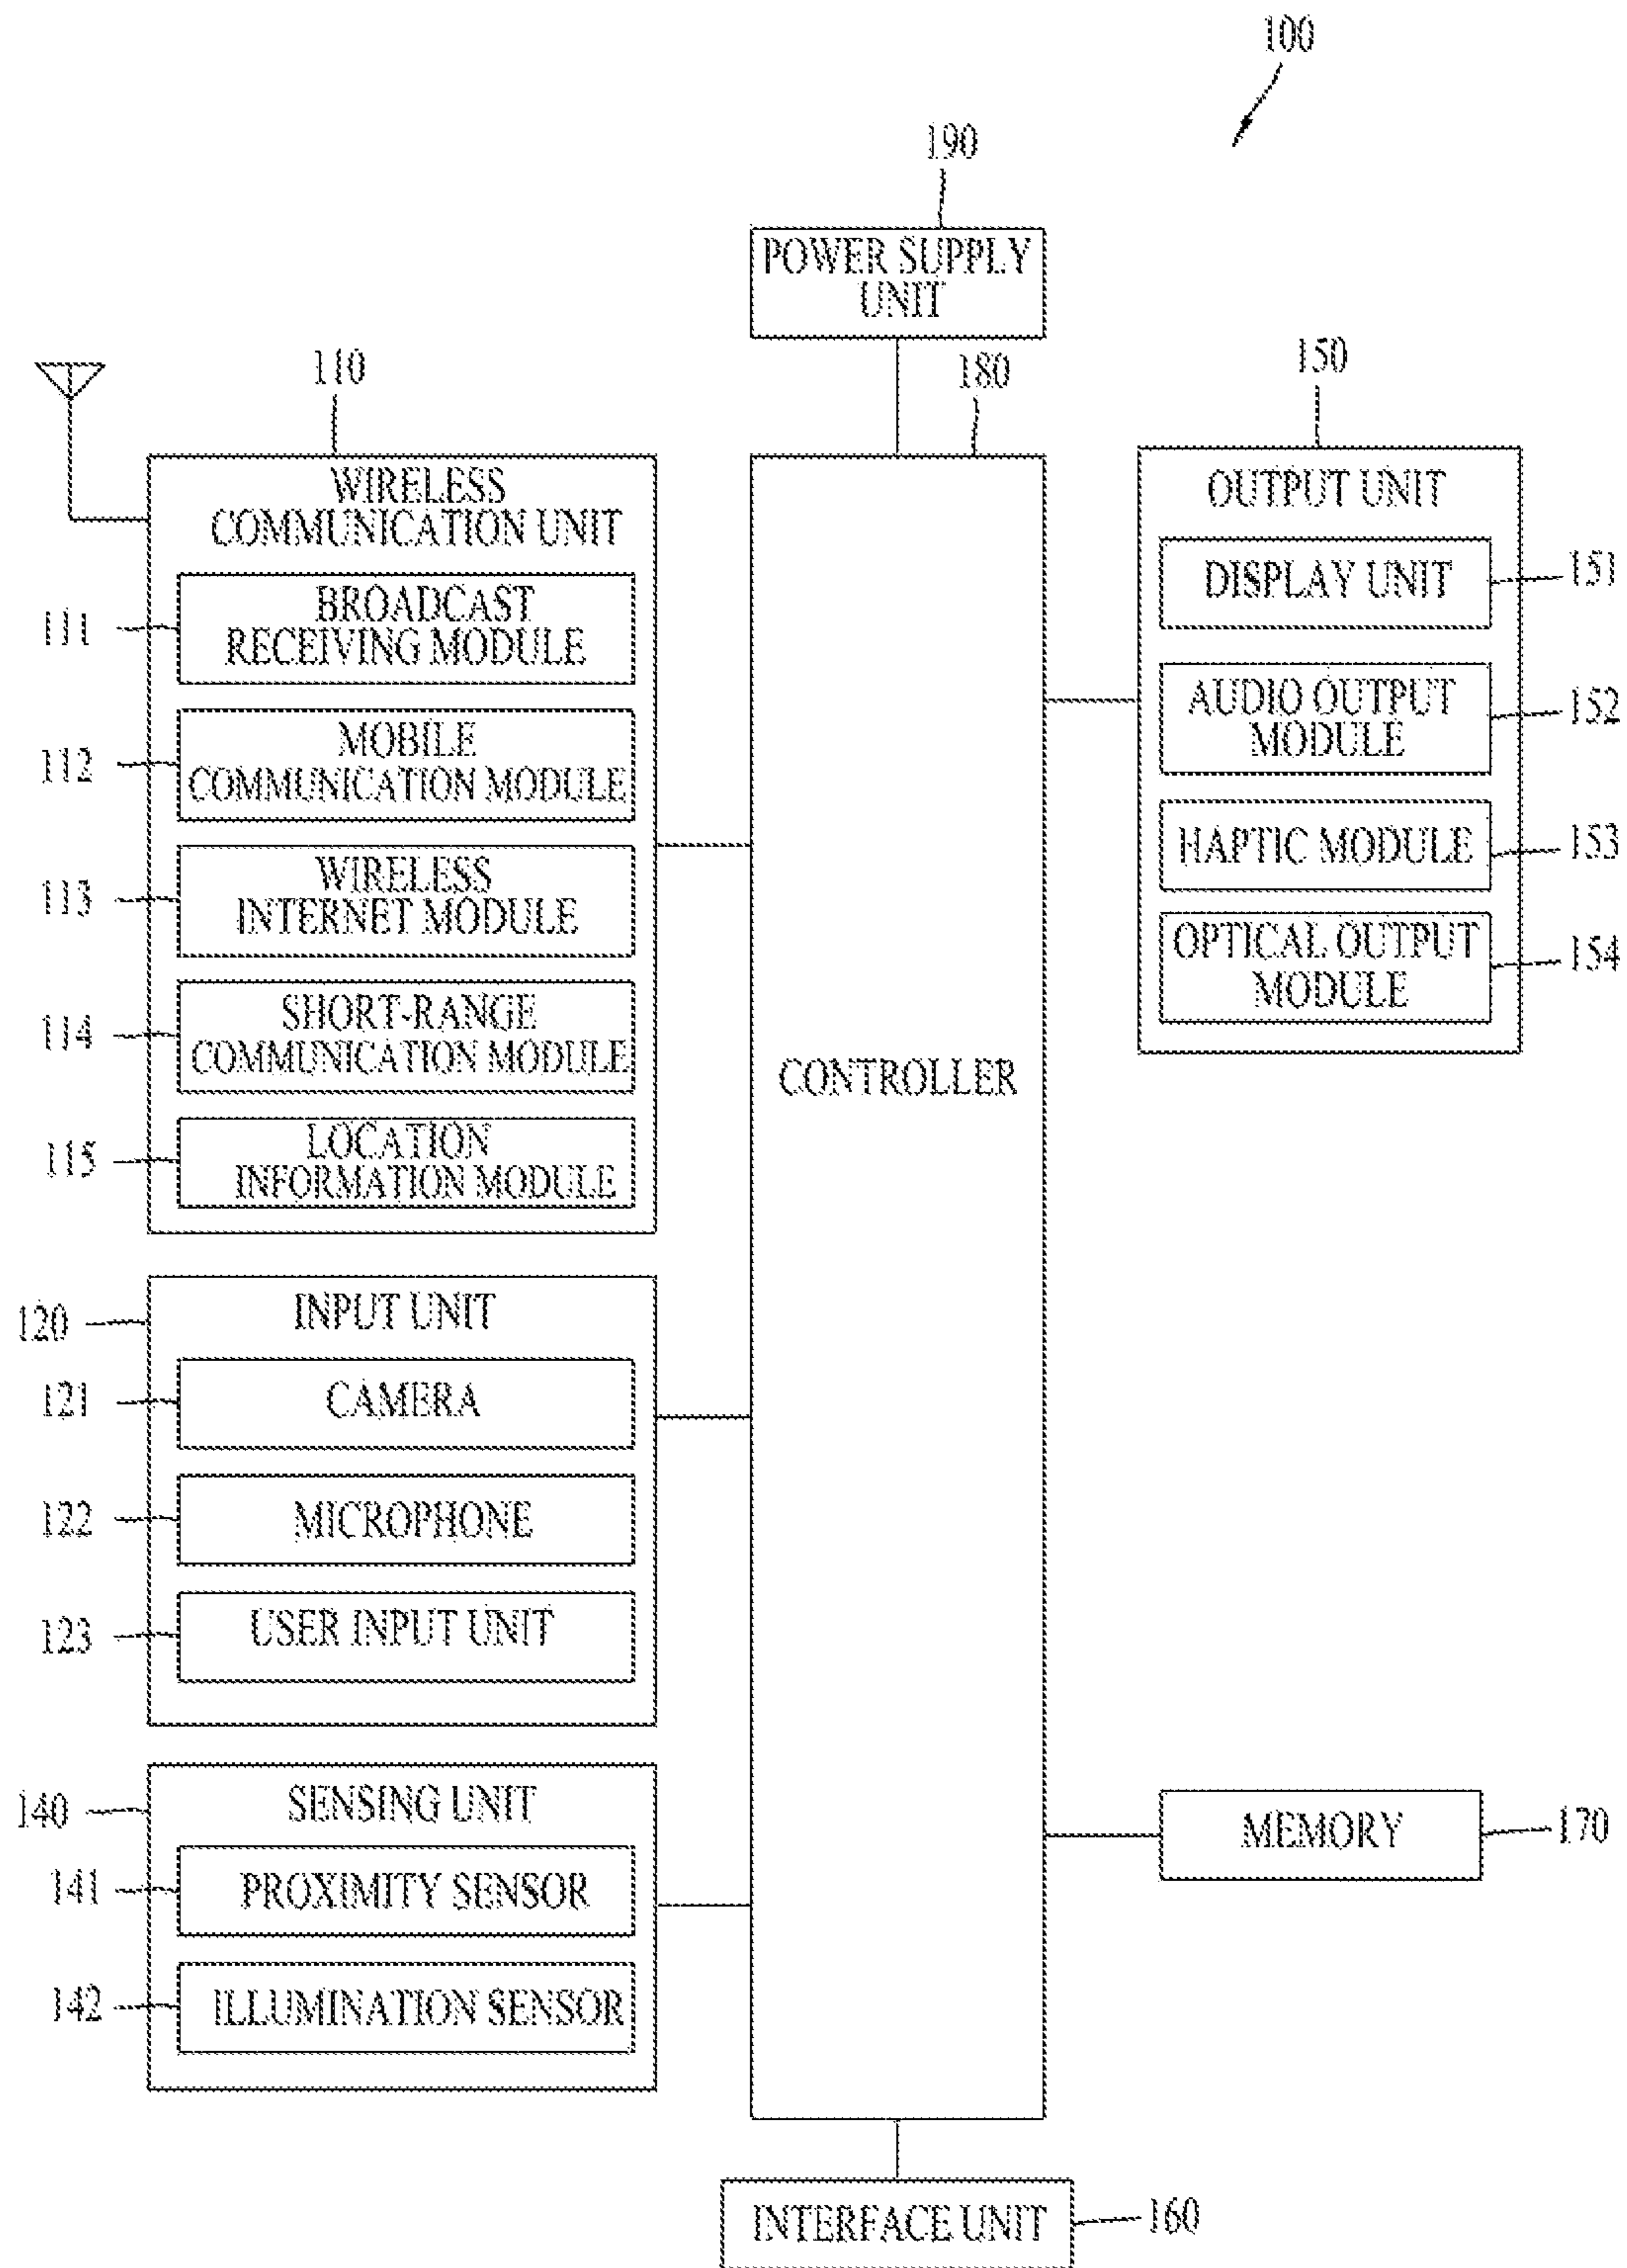 100
190
POWER SUPPLY
UNIT
110
180
150
WIRELESS
COMMUNICATION UNIT
111
BROADCAST
RECEIVING MODULE
112
MOBILE
COMMUNICATION MODULE
113
WIRELESS
INTERNET MODULE
114
SHORT-RANGE
COMMUNICATION MODULE
115
LOCATION
INFORMATION MODULE
120
INPUT UNIT
121
CAMERA
122
MICROPHONE
123
USER INPUT UNIT
140
SENSING UNIT
141
PROXIMITY SENSOR
142
ILLUMINATION SENSOR
CONTROLLER
OUTPUT UNIT
DISPLAY UNIT
151
AUDIO OUTPUT
MODULE
152
HAPTIC MODULE
153
OPTICAL OUTPUT
MODULE
154
MEMORY
170
INTERFACE UNIT
160